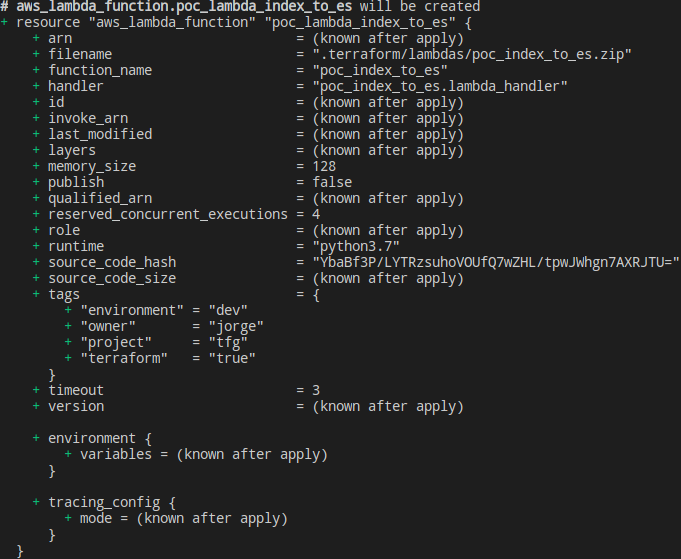 # aws_lambda_function.poc_lambda_index_to_es will be created
+ resource "aws_lambda_function" "poc_lambda_index_to_es" {
+ arn = (known after apply)
+ filename = ".terraform/lambdas/poc_index_to_es.zip"
+ function_name = "poc_index_to_es"
+ handler = "poc_index_to_es.lambda_handler"
+ id = (known after apply)
+ invoke_arn = (known after apply)
+ last_modified = (known after apply)
+ layers = (known after apply)
+ memory_size = 128
+ publish = false
+ qualified_arn = (known after apply)
+ reserved_concurrent_executions = 4
+ role = (known after apply)
+ runtime = "python3.7"
+ source_code_hash = "YbaBf3P/LYTRzsuhoVOUfQ7wZHL/tpwJWhgn7AXRJTU="
+ source_code_size = (known after apply)
+ tags = {
+ "environment" = "dev"
+ "owner" = "jorge"
+ "project" = "tfg"
+ "terraform" = "true"
}
+ timeout = 3
+ version = (known after apply)
+ environment {
+ variables = (known after apply)
}
+ tracing_config {
+ mode = (known after apply)
}
}